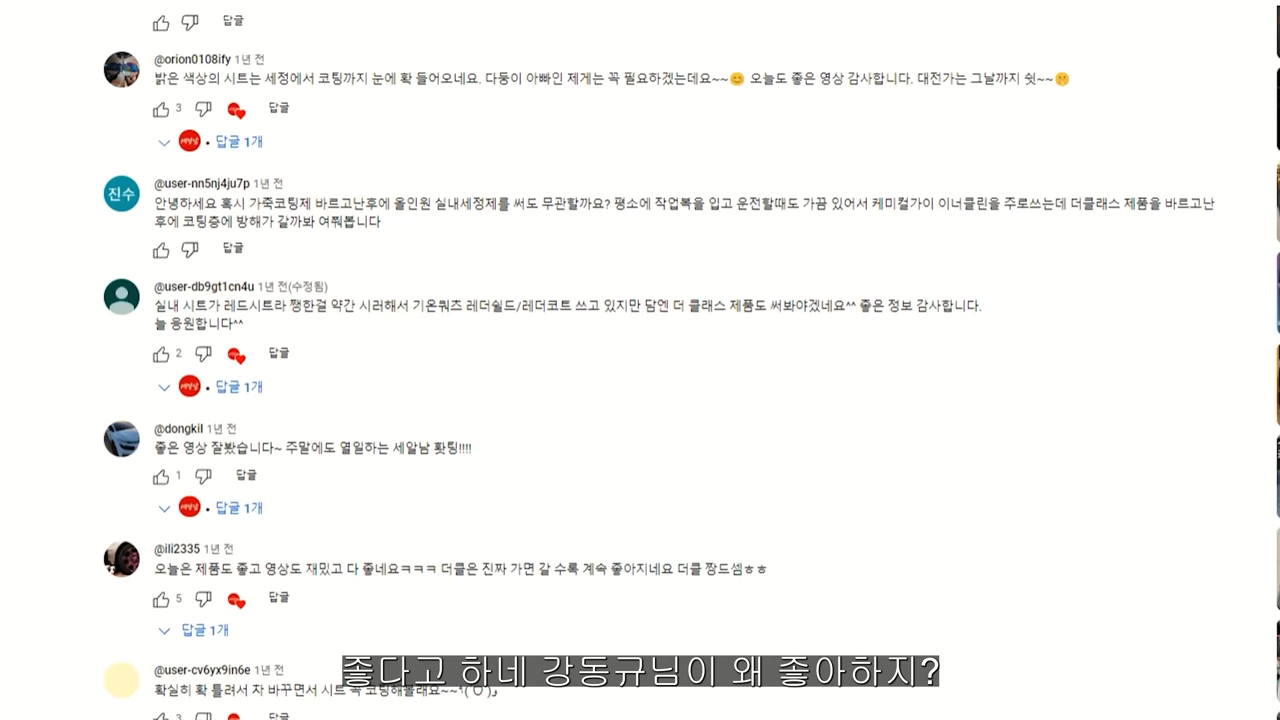 답글
@orion0108ify 1년 전
밝은 색상의 시트는 세정에서 코팅까지 눈에 확 들어오네요. 다둥이 아빠인 제게는 꼭 필요하겠는데요~~😊 오늘도 좋은 영상 감사합니다. 대전가는 그날까지 쉿~~🤫
3 답글
답글 1개
진수
@user-nn5nj4ju7p 1년 전
안녕하세요 혹시 가죽코팅제 바르고난후에 올인원 실내세정제를 써도 무관할까요? 평소에 작업복을 입고 운전할때도 가끔 있어서 케미컬가이 이너클린을 주로쓰는데 더클래스 제품을 바르고난
후에 코팅층에 방해가 갈까봐 여쭤봅니다
답글
@user-db9gt1cn4u 1년 전(수정됨)
실내 시트가 레드시트라 쨍한걸 약간 시러해서 기온쿼츠 레더쉴드/레더코트 쓰고 있지만 담엔 더 클래스 제품도 써봐야겠네요^^ 좋은 정보 감사합니다.
늘 응원합니다^^
2 답글
답글 1개
@dongkil 1년 전
좋은 영상 잘봤습니다~ 주말에도 열일하는 세알남 홧팅!!!!
1 답글
답글 1개
@ili2335 1년 전
오늘은 제품도 좋고 영상도 재밌고 다 좋네요ㅋㅋㅋ 더클은 진짜 가면 갈 수록 계속 좋아지네요 더클 짱드셈ㅎㅎ
5 답글
답글 1개
@user-cv6yx9in6e 1년 전
확실히 확 틀려서 자 바꾸면서 시트 꼭 코팅해볼래요~~
좋다고 하네 강동규님이 왜 좋아하지?
3 답글